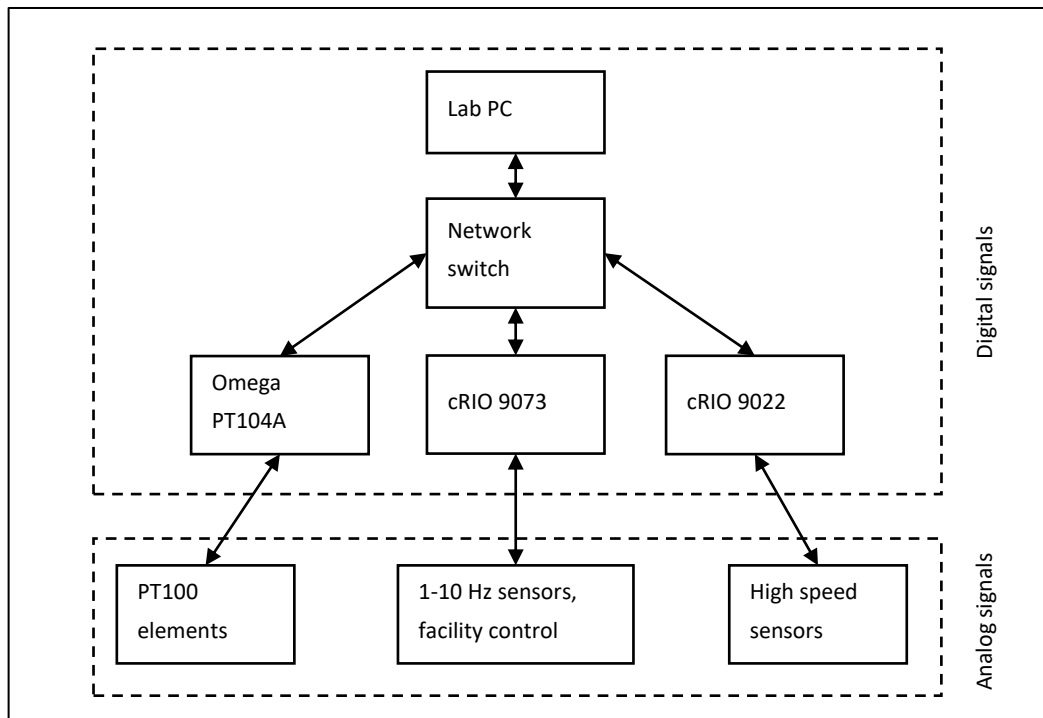 Lab PC
Network
switch
Digital signals
Omega
PT104A
cRIO 9073
cRIO 9022
PT100
elements
1-10 Hz sensors,
facility control
High speed
sensors
Analog signals